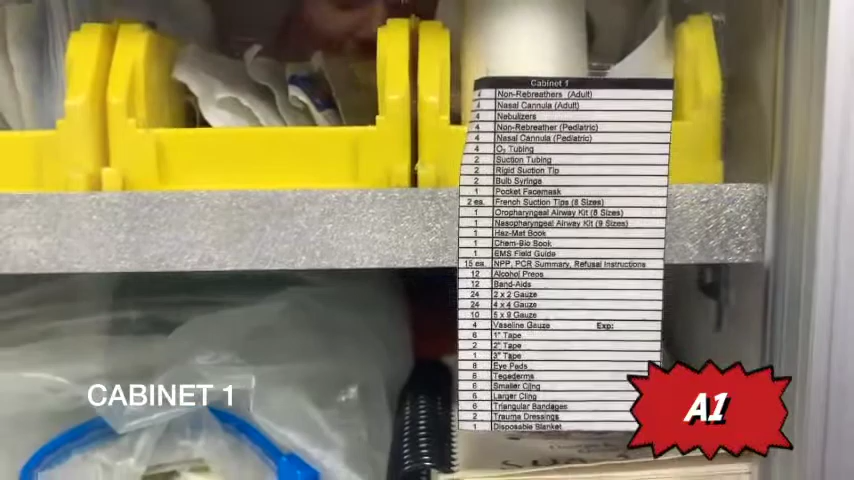 Cabinet 1
4 Non-Rebreathers (Adult)
4 Nasal Cannula (Adult)
4 Nebulizers
4 Non-Rebreather (Pediatric)
4 Nasal Cannula (Pediatric)
4 O₂ Tubing
2 Suction Tubing
2 Rigid Suction Tip
2 Bulb Syringe
1 Pocket Facemask
2 ea. French Suction Tips (8 Sizes)
1 Oropharyngeal Airway Kit (8 Sizes)
1 Nasopharyngeal Airway Kit (9 Sizes)
1 Haz-Mat Book
1 Chem-Bio Book
1 EMS Field Guide
15 ea. NPP, PCR Summary, Refusal Instructions
12 Alcohol Preps
12 Band-Aids
24 2 x 2 Gauze
24 4 x 4 Gauze
10 5 x 9 Gauze
4 Vaseline Gauze Exp:
6 1" Tape
2 2" Tape
1 3" Tape
8 Eye Pads
6 Tegaderms
6 Smaller Cling
6 Larger Cling
6 Triangular Bandages
2 Trauma Dressings
1 Disposable Blanket
CABINET 1
A1